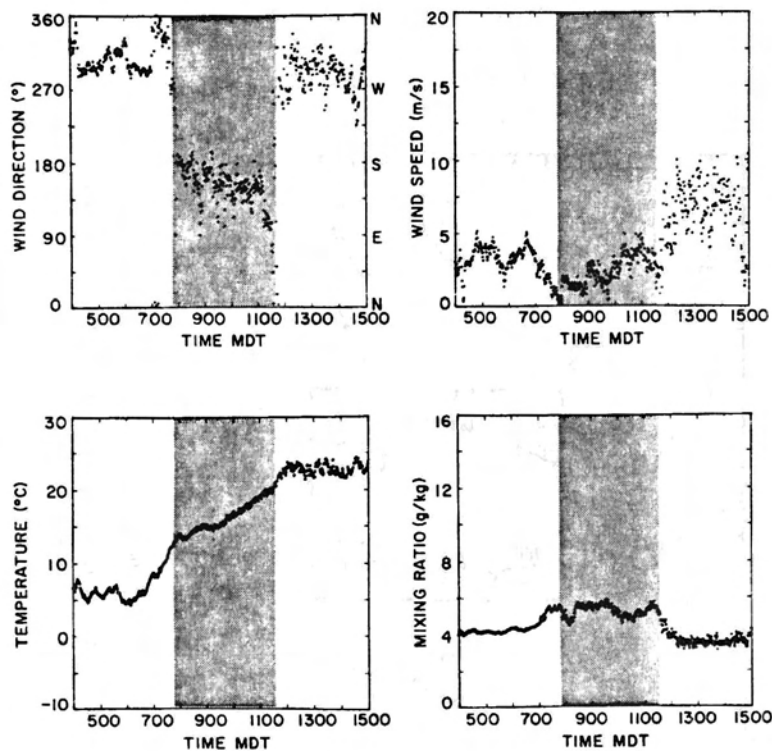 WIND DIRECTION (°)
360
270
180
90
0
N
W
S
E
N
500 700 900 1100 1300 1500
TIME MDT
WIND SPEED (m/s)
20
15
10
5
0
500 700 900 1100 1300 1500
TIME MDT
TEMPERATURE (°C)
30
20
10
0
-10
500 700 900 1100 1300 1500
TIME MDT
MIXING RATIO (g/kg)
16
12
8
4
0
500 700 900 1100 1300 1500
TIME MDT